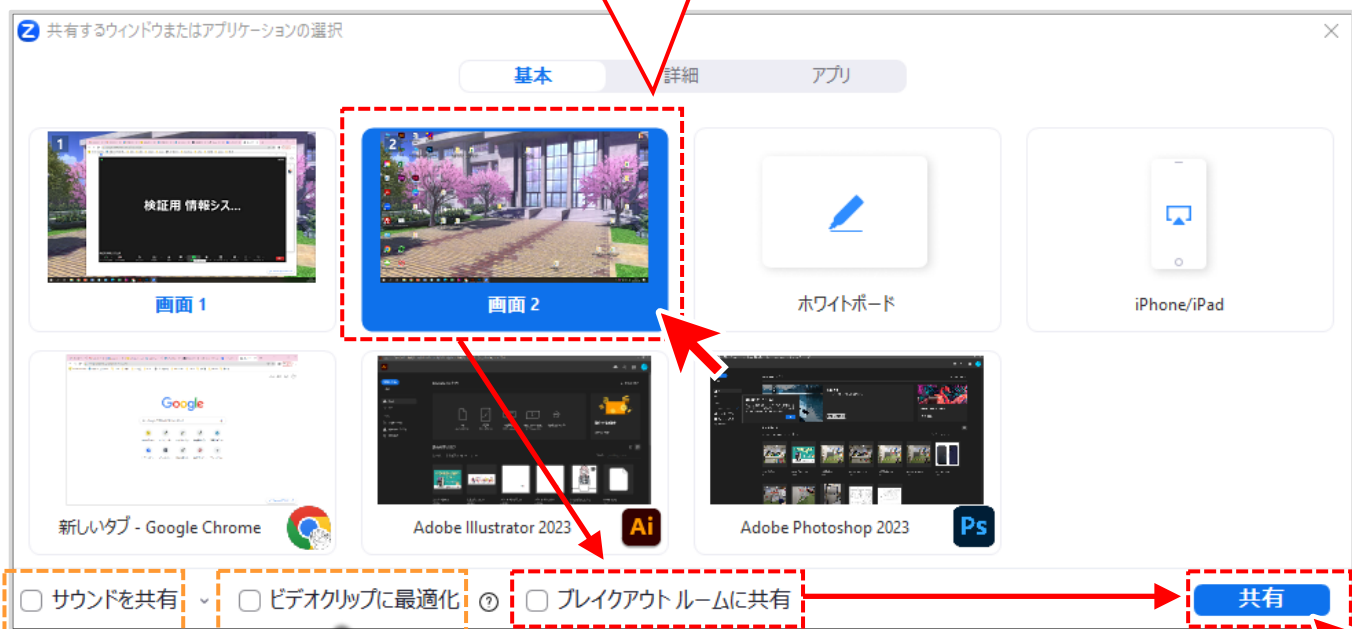 共有するウィンドウまたはアプリケーションの選択
基本
詳細
アプリ
1
検証用 情報シス...
画面 1
2
画面 2
ホワイトボード
iPhone/iPad
Google
新しいタブ - Google Chrome
Adobe Illustrator 2023
Ai
Adobe Photoshop 2023
Ps
サウンドを共有
ビデオクリップに最適化
ブレイクアウト ルームに共有
共有